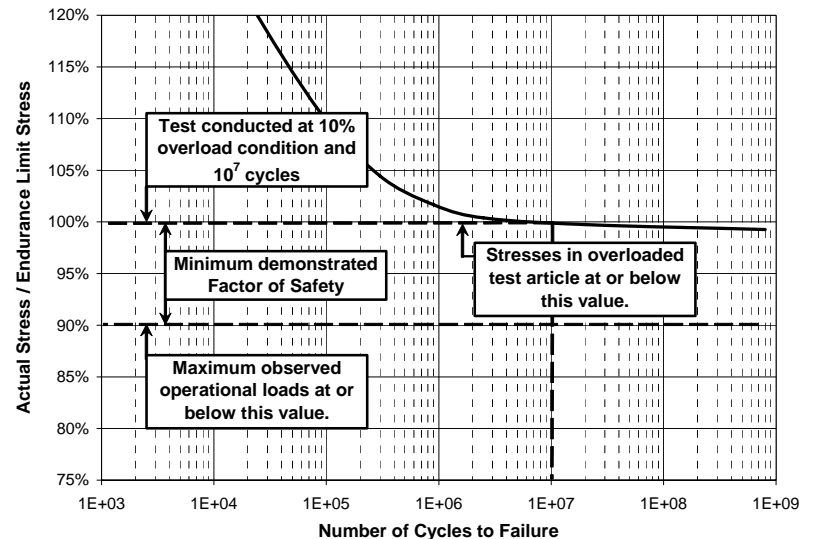 120%
115%
110%
105%
100%
95%
90%
85%
80%
75%
Actual Stress / Endurance Limit Stress
Test conducted at 10%
overload condition and
10⁷ cycles
Minimum demonstrated
Factor of Safety
Stresses in overloaded
test article at or below
this value.
Maximum observed
operational loads at or
below this value.
1E+03 1E+04 1E+05 1E+06 1E+07 1E+08 1E+09
Number of Cycles to Failure